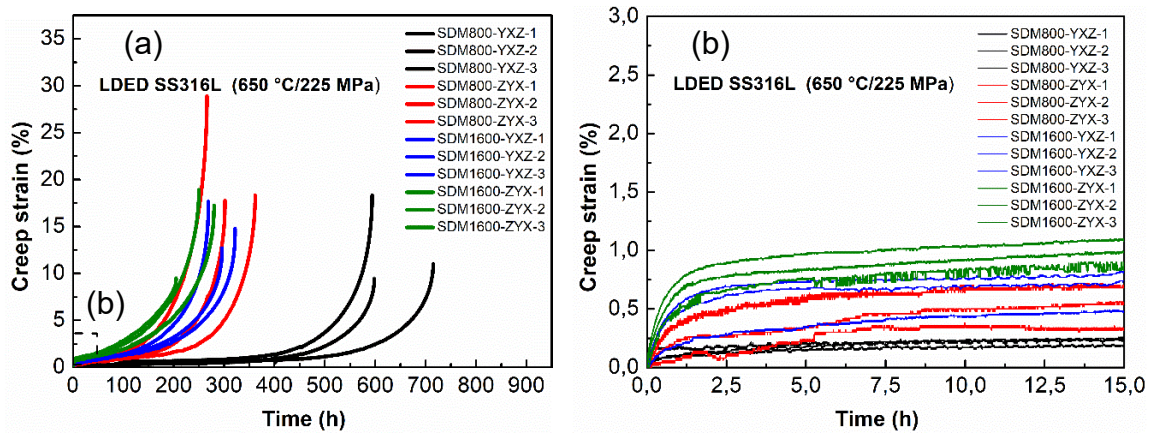 (a)
LDED SS316L (650 °C/225 MPa)
SDM800-YXZ-1
SDM800-YXZ-2
SDM800-YXZ-3
SDM800-ZYX-1
SDM800-ZYX-2
SDM800-ZYX-3
SDM1600-YXZ-1
SDM1600-YXZ-2
SDM1600-YXZ-3
SDM1600-ZYX-1
SDM1600-ZYX-2
SDM1600-ZYX-3
(b)
Creep strain (%)
35
30
25
20
15
10
5
0
0 100 200 300 400 500 600 700 800 900
Time (h)
(b)
LDED SS316L (650 °C/225 MPa)
SDM800-YXZ-1
SDM800-YXZ-2
SDM800-YXZ-3
SDM800-ZYX-1
SDM800-ZYX-2
SDM800-ZYX-3
SDM1600-YXZ-1
SDM1600-YXZ-2
SDM1600-YXZ-3
SDM1600-ZYX-1
SDM1600-ZYX-2
SDM1600-ZYX-3
Creep strain (%)
3,0
2,5
2,0
1,5
1,0
0,5
0,0
0,0 2,5 5,0 7,5 10,0 12,5 15,0
Time (h)